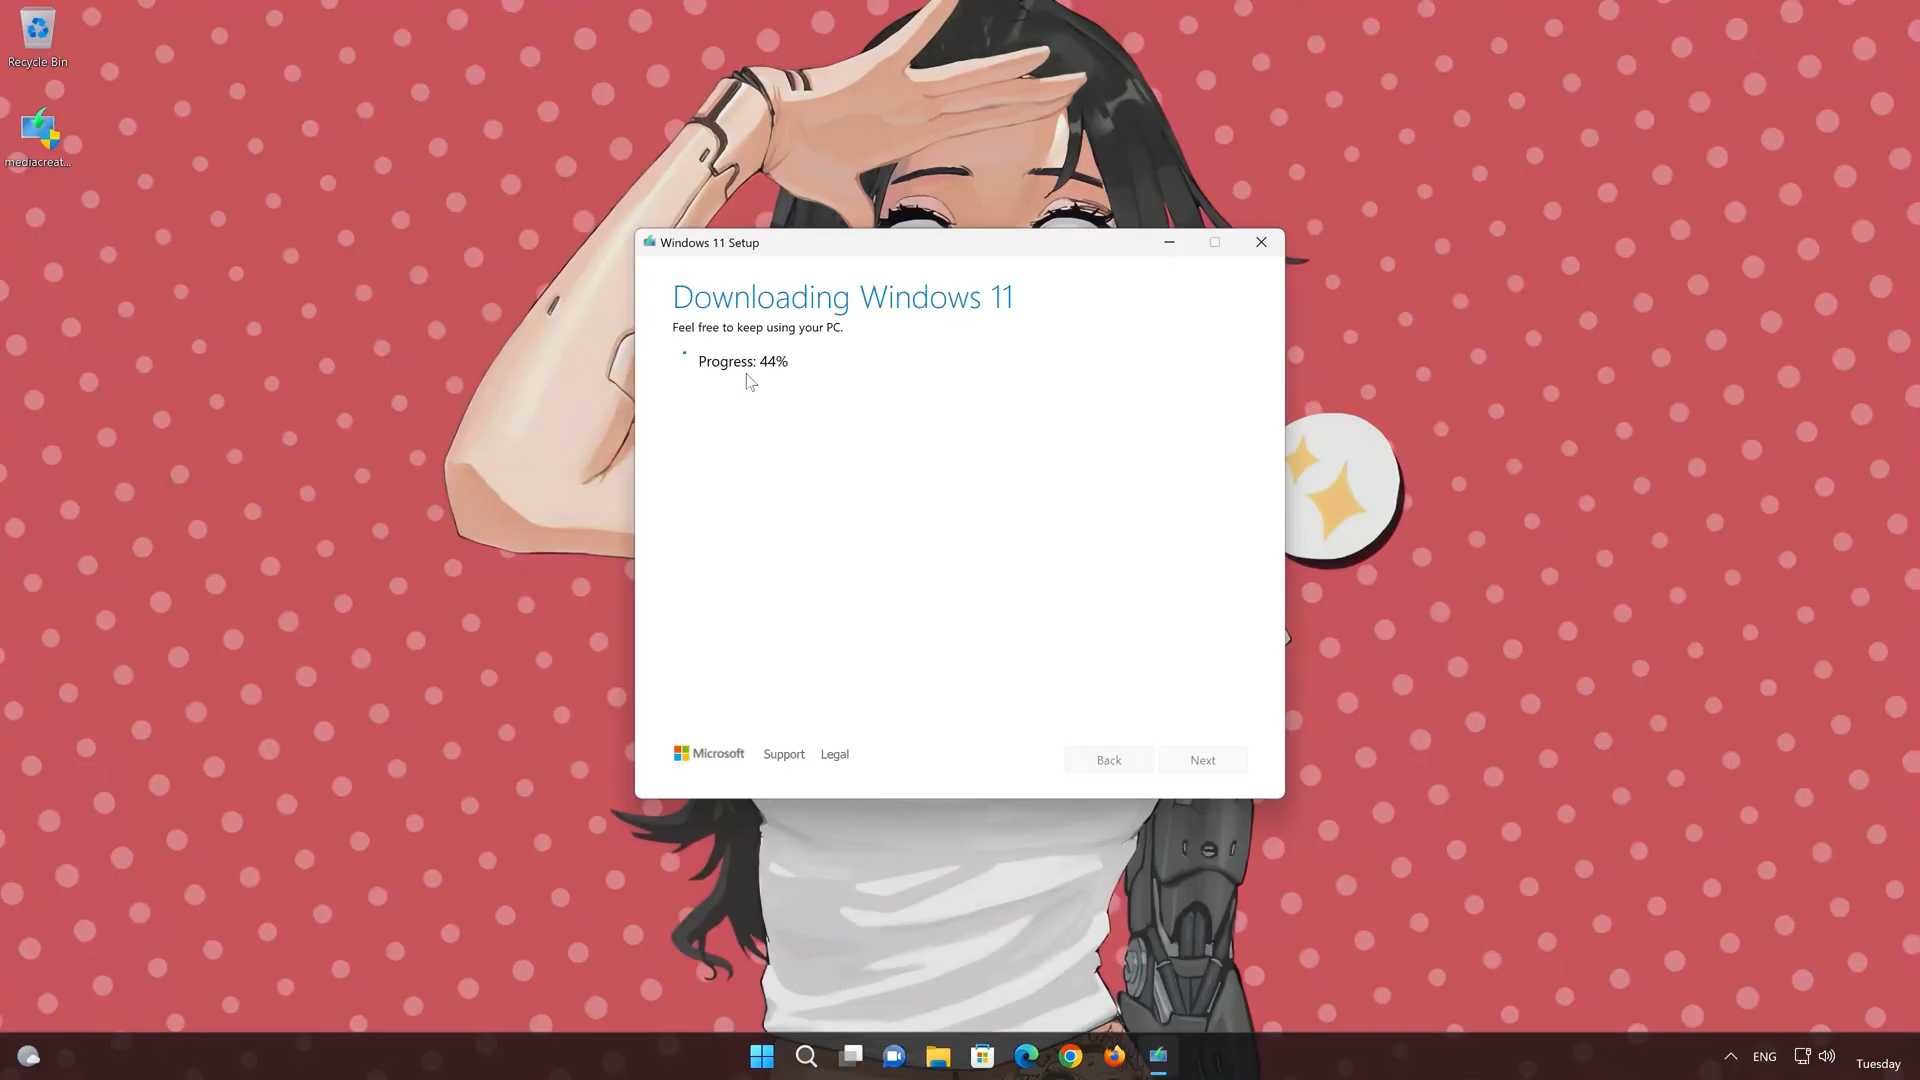 Recycle Bin
mediacreat...
Windows 11 Setup
Downloading Windows 11
Feel free to keep using your PC.
Progress: 44%
Microsoft Support Legal
Back Next
ENG
Tuesday